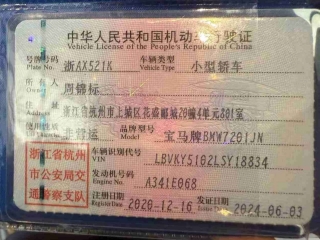 中华人民共和国机动车行驶证
Vehicle License of the People's Republic of China
号牌号码 浙AX521K 车辆类型 小型轿车
Plate No. Vehicle Type
所有人 周锦标
Owner
住址 浙江省杭州市上城区花盛郦城20幢4单元801室
使用性质 非营运 品牌型号 宝马牌BMW7201JN
浙江省杭州市公安局交通警察支队
车辆识别代号 LBVKY5102LSY18834
VIN
发动机号码 A341E068
Engine No.
注册日期 2020-12-16 发证日期 2024-06-03
Register Date Issue Date